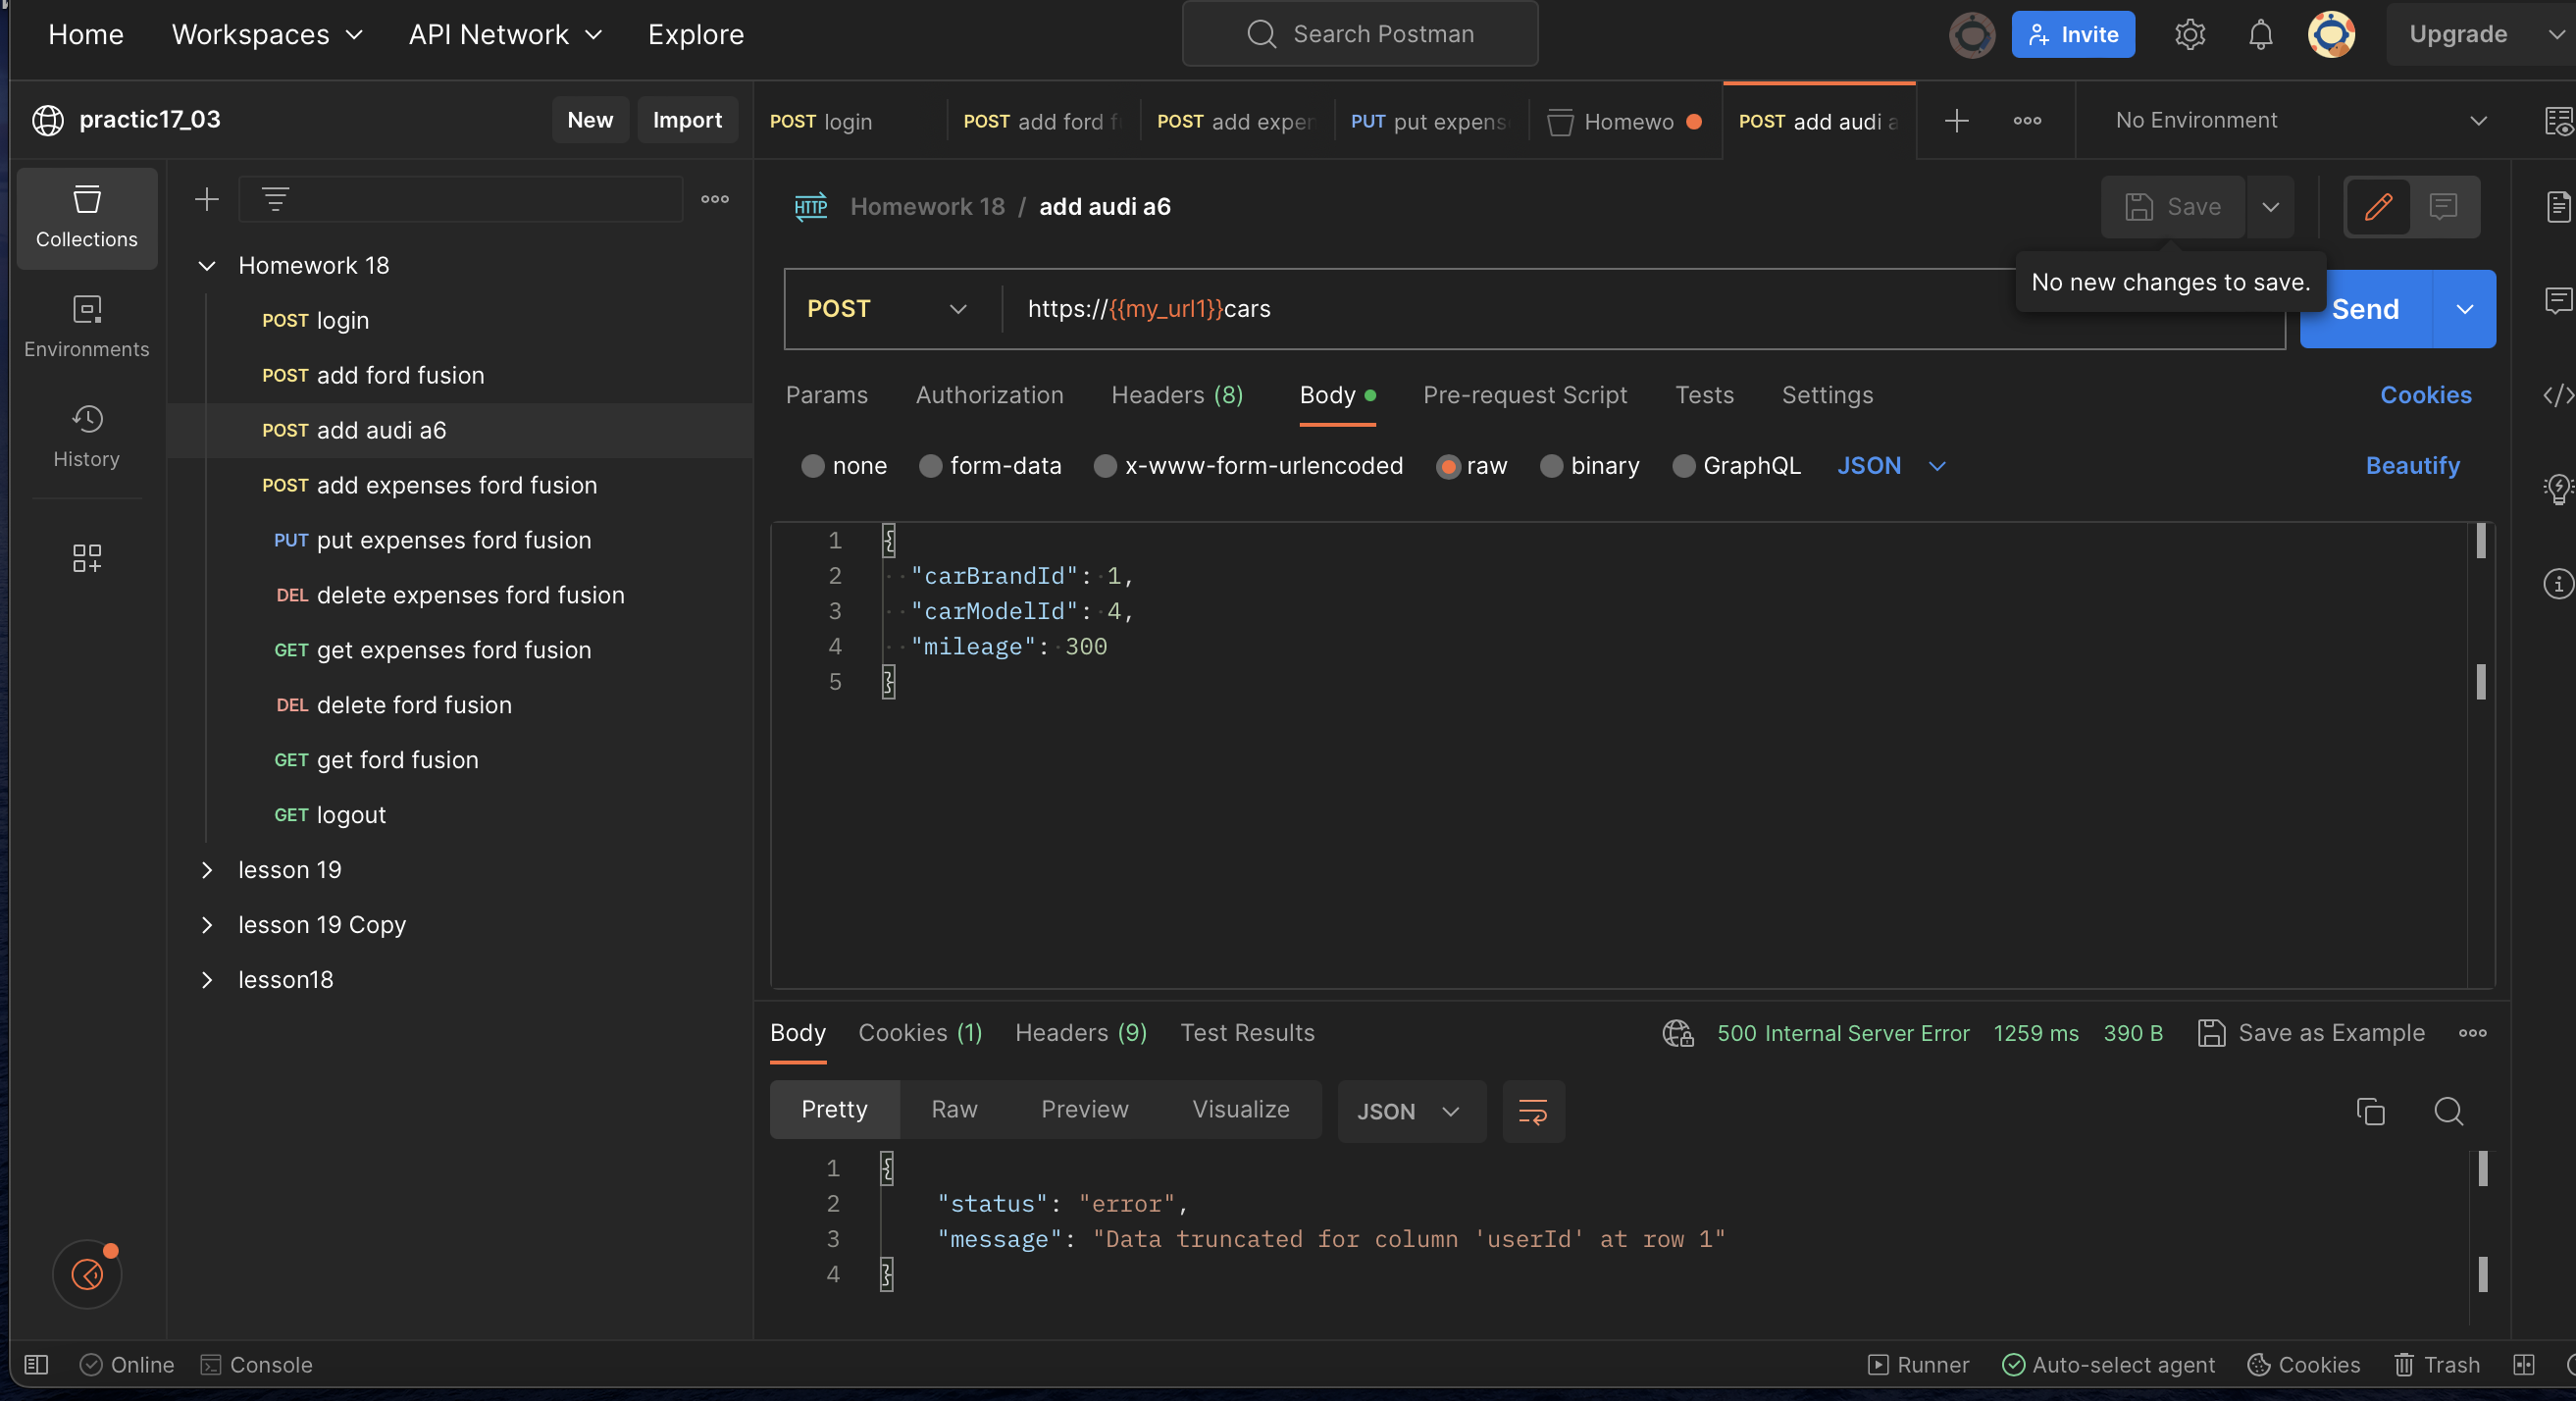 Home Workspaces API Network Explore Search Postman Invite Upgrade
practic17_03 New Import
POST login POST add ford f POST add expen PUT put expens Homewo POST add audi a No Environment
Collections
Environments
History
Homework 18
POST login
POST add ford fusion
POST add audi a6
POST add expenses ford fusion
PUT put expenses ford fusion
DEL delete expenses ford fusion
GET get expenses ford fusion
DEL delete ford fusion
GET get ford fusion
GET logout
lesson 19
lesson 19 Copy
lesson18
HTTP Homework 18 / add audi a6 Save
No new changes to save.
POST https://{{my_url1}}cars Send
Params Authorization Headers (8) Body Pre-request Script Tests Settings Cookies
none form-data x-www-form-urlencoded raw binary GraphQL JSON Beautify
1 {
2 "carBrandId": 1,
3 "carModelId": 4,
4 "mileage": 300
5 }
Body Cookies (1) Headers (9) Test Results 500 Internal Server Error 1259 ms 390 B Save as Example
Pretty Raw Preview Visualize JSON
1 {
2 "status": "error",
3 "message": "Data truncated for column 'userId' at row 1"
4 }
Online Console Runner Auto-select agent Cookies Trash